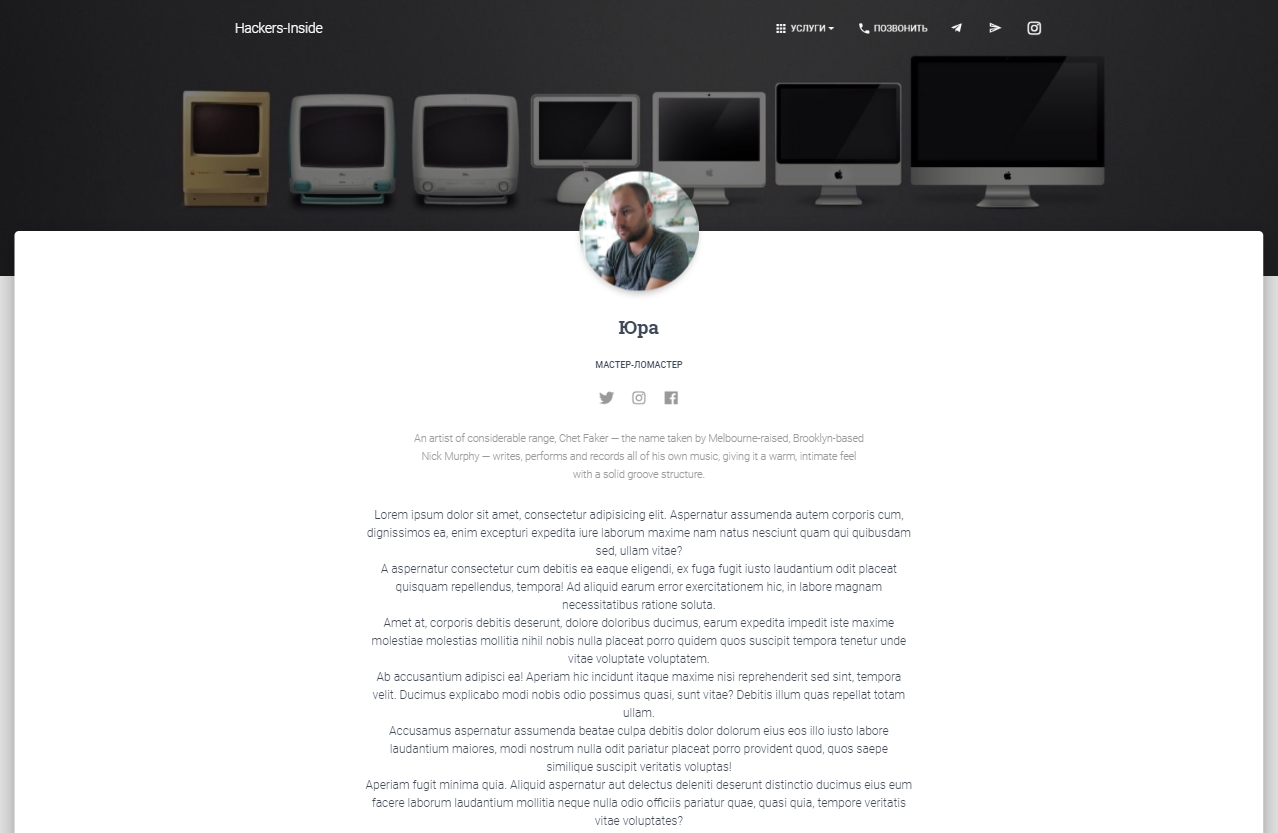 Hackers-Inside
УСЛУГИ
ПОЗВОНИТЬ
Юра
МАСТЕР-ЛОМАСТЕР
An artist of considerable range, Chet Faker — the name taken by Melbourne-raised, Brooklyn-based
Nick Murphy — writes, performs and records all of his own music, giving it a warm, intimate feel
with a solid groove structure.
Lorem ipsum dolor sit amet, consectetur adipisicing elit. Aspernatur assumenda autem corporis cum,
dignissimos ea, enim excepturi expedita iure laborum maxime nam natus nesciunt quam qui quibusdam
sed, ullam vitae?
A aspernatur consectetur cum debitis ea eaque eligendi, ex fuga fugit iusto laudantium odit placeat
quisquam repellendus, tempora! Ad aliquid earum error exercitationem hic, in labore magnam
necessitatibus ratione soluta.
Amet at, corporis debitis deserunt, dolore doloribus ducimus, earum expedita impedit iste maxime
molestiae molestias mollitia nihil nobis nulla placeat porro quidem quos suscipit tempora tenetur unde
vitae voluptate voluptatem.
Ab accusantium adipisci ea! Aperiam hic incidunt itaque maxime nisi reprehenderit sed sint, tempora
velit. Ducimus explicabo modi nobis odio possimus quasi, sunt vitae? Debitis illum quas repellat totam
ullam.
Accusamus aspernatur assumenda beatae culpa debitis dolor dolorum eius eos illo iusto labore
laudantium maiores, modi nostrum nulla odit pariatur placeat porro provident quod, quos saepe
similique suscipit veritatis voluptas!
Aperiam fugit minima quia. Aliquid aspernatur aut delectus deleniti deserunt distinctio ducimus eius eum
facere laborum laudantium mollitia neque nulla odio officiis pariatur quae, quasi quia, tempore veritatis
vitae voluptates?